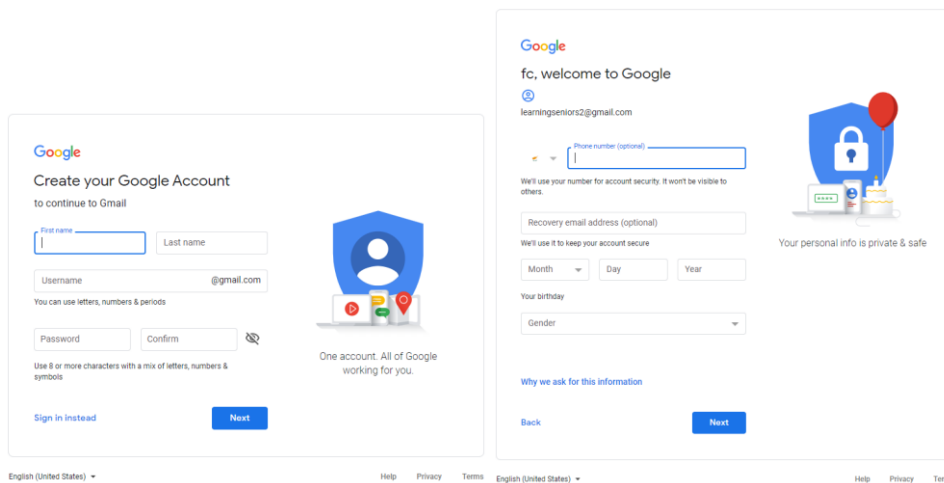 Google
Create your Google Account
to continue to Gmail
First name
Last name
Username @gmail.com
You can use letters, numbers & periods
Password
Confirm
Use 8 or more characters with a mix of letters, numbers &
symbols
Sign in instead
Next
One account. All of Google
working for you.
English (United States)
Help Privacy Terms
Google
fc, welcome to Google
learningseniors2@gmail.com
Phone number (optional)
We'll use your number for account security. It won't be visible to
others.
Recovery email address (optional)
We'll use it to keep your account secure
Month Day Year
Your birthday
Gender
Why we ask for this information
Back
Next
Your personal info is private & safe
English (United States)
Help Privacy